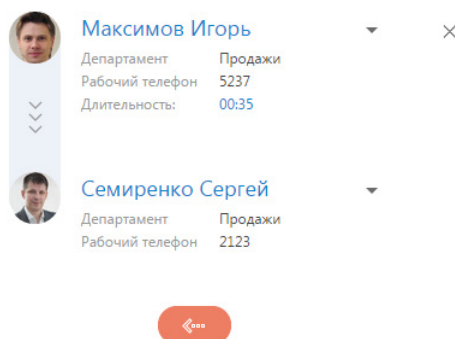 Максимов Игорь
Департамент Продажи
Рабочий телефон 5237
Длительность: 00:35
Семиренко Сергей
Департамент Продажи
Рабочий телефон 2123